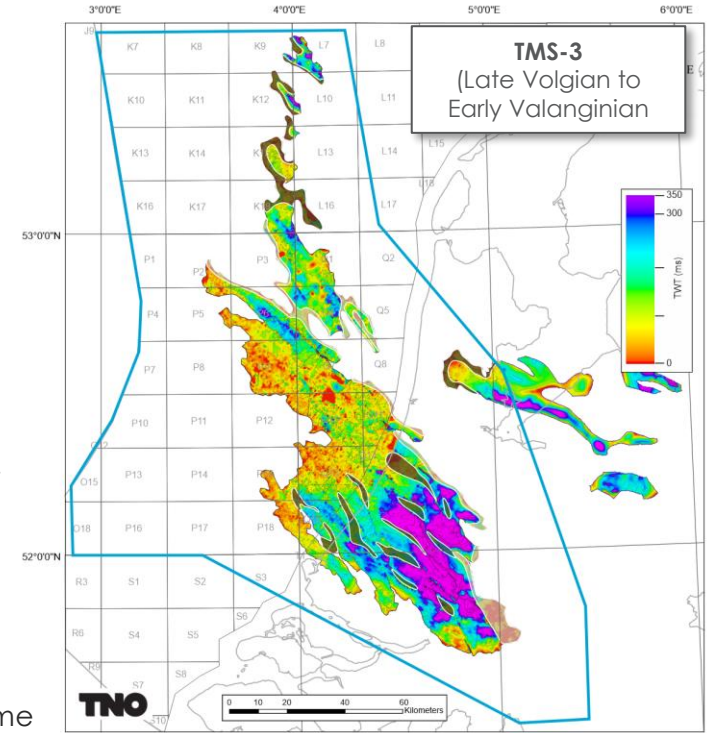 3°0'0"E 4°0'0"E 5°0'0"E 6°0'0"E
TMS-3
(Late Volgian to
Early Valanginian
E
J9
K7 K8 K9 L7 L8
K10 K11 K12 L10 L11
K13 K14 L13 L14 L15
K16 K17 L16 L17
53°0'0"N
350
300
TWT (ms)
0
P1 P2 P3 Q2
P4 P5 Q5
P7 P8 Q8
P10 P11 P12
P13 P14
O15
P16 P17 P18
52°0'0"N
R3 S1 S2 S3
R6 S4 S5 S6
R9 S7 S8
S10
TNO
0 10 20 40 60
Kilometers
me